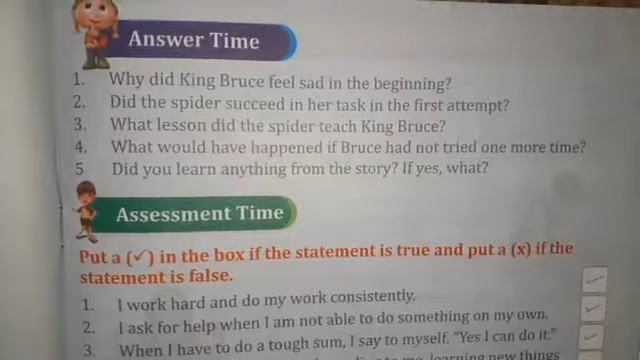 Answer Time
1. Why did King Bruce feel sad in the beginning?
2. Did the spider succeed in her task in the first attempt?
3. What lesson did the spider teach King Bruce?
4. What would have happened if Bruce had not tried one more time?
5 Did you learn anything from the story? If yes, what?
Assessment Time
Put a (✓) in the box if the statement is true and put a (x) if the
statement is false.
1. I work hard and do my work consistently.
2. I ask for help when I am not able to do something on my own.
3. When I have to do a tough sum, I say to myself. "Yes I can do it."
learning new things